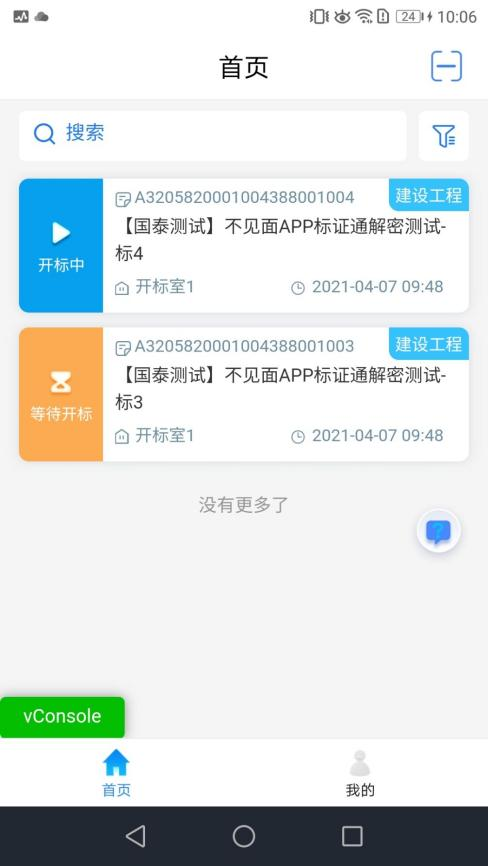 24 10:06
首页
搜索
A3205820001004388001004 建设工程
【国泰测试】不见面APP标证通解密测试-
标4
开标中
开标室1 2021-04-07 09:48
A3205820001004388001003 建设工程
【国泰测试】不见面APP标证通解密测试-
标3
等待开标
开标室1 2021-04-07 09:48
没有更多了
vConsole
首页 我的